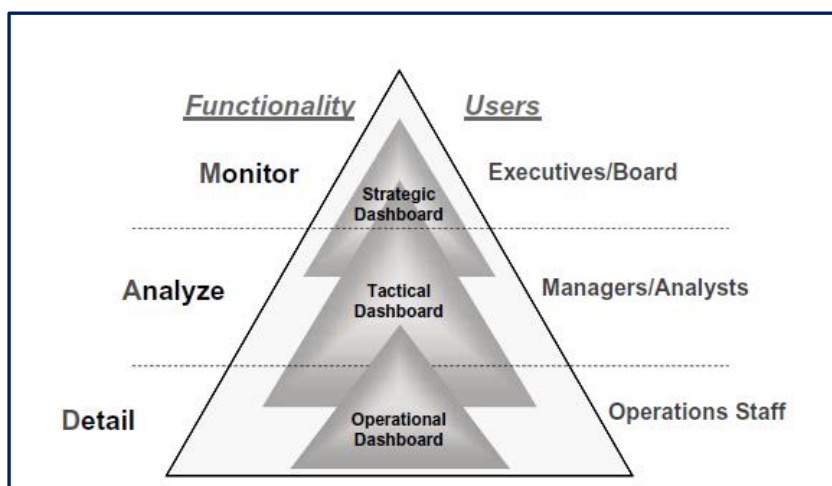 Functionality
Users
Monitor
Executives/Board
Strategic
Dashboard
Analyze
Tactical
Dashboard
Managers/Analysts
Detail
Operational
Dashboard
Operations Staff